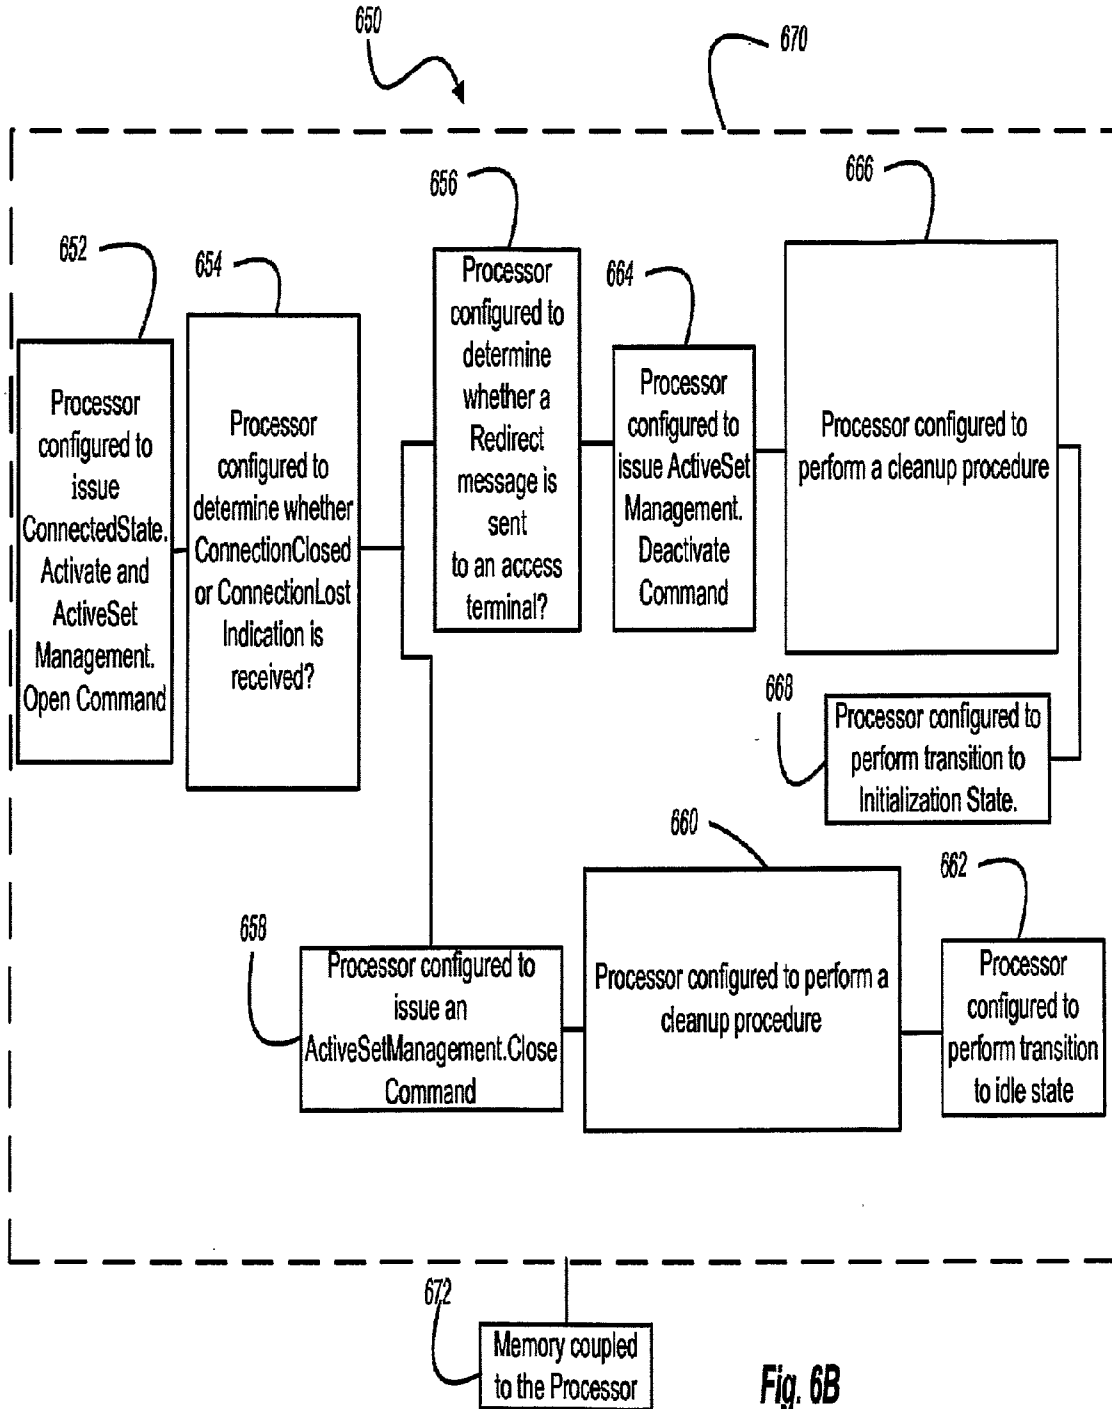 650
670
656
666
652
654
664
Processor
configured to
issue
ConnectedState.
Activate and
ActiveSet
Management.
Open Command
Processor
configured to
determine whether
ConnectionClosed
or ConnectionLost
Indication is
received?
Processor
configured to
determine
whether a
Redirect
message is
sent
to an access
terminal?
Processor
configured to
issue ActiveSet
Management.
Deactivate
Command
Processor configured to
perform a cleanup procedure
668
Processor configured to
perform transition to
Initialization State.
660
662
658
Processor configured to
issue an
ActiveSetManagement.Close
Command
Processor configured to perform a
cleanup procedure
Processor
configured to
perform transition
to idle state
672
Memory coupled
to the Processor
Fig. 6B